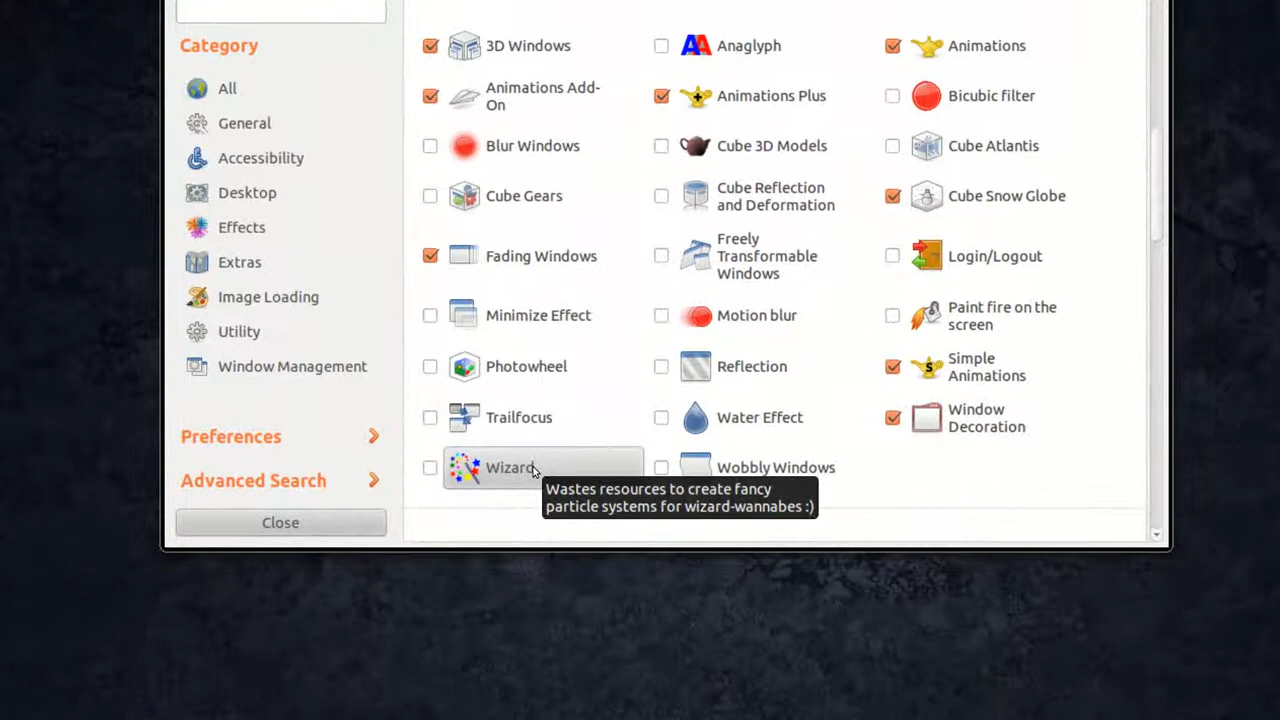 Category
All
General
Accessibility
Desktop
Effects
Extras
Image Loading
Utility
Window Management
Preferences
Advanced Search
Close
3D Windows
Anaglyph
Animations
Animations Add-
On
Animations Plus
Bicubic filter
Blur Windows
Cube 3D Models
Cube Atlantis
Cube Gears
Cube Reflection
and Deformation
Cube Snow Globe
Fading Windows
Freely
Transformable
Windows
Login/Logout
Minimize Effect
Motion blur
Paint fire on the
screen
Photowheel
Reflection
Simple
Animations
Trailfocus
Water Effect
Window
Decoration
Wizard
Wobbly Windows
Wastes resources to create fancy
particle systems for wizard-wannabes :)